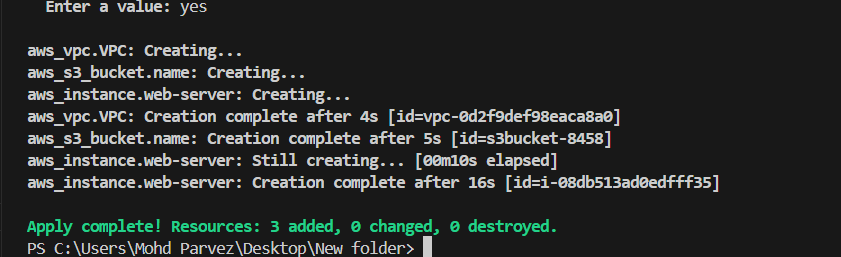 Enter a value: yes
aws_vpc.VPC: Creating...
aws_s3_bucket.name: Creating...
aws_instance.web-server: Creating...
aws_vpc.VPC: Creation complete after 4s [id=vpc-0d2f9def98eaca8a0]
aws_s3_bucket.name: Creation complete after 5s [id=s3bucket-8458]
aws_instance.web-server: Still creating... [00m10s elapsed]
aws_instance.web-server: Creation complete after 16s [id=i-08db513ad0edfff35]
Apply complete! Resources: 3 added, 0 changed, 0 destroyed.
PS C:\Users\Mohd Parvez\Desktop\New folder>